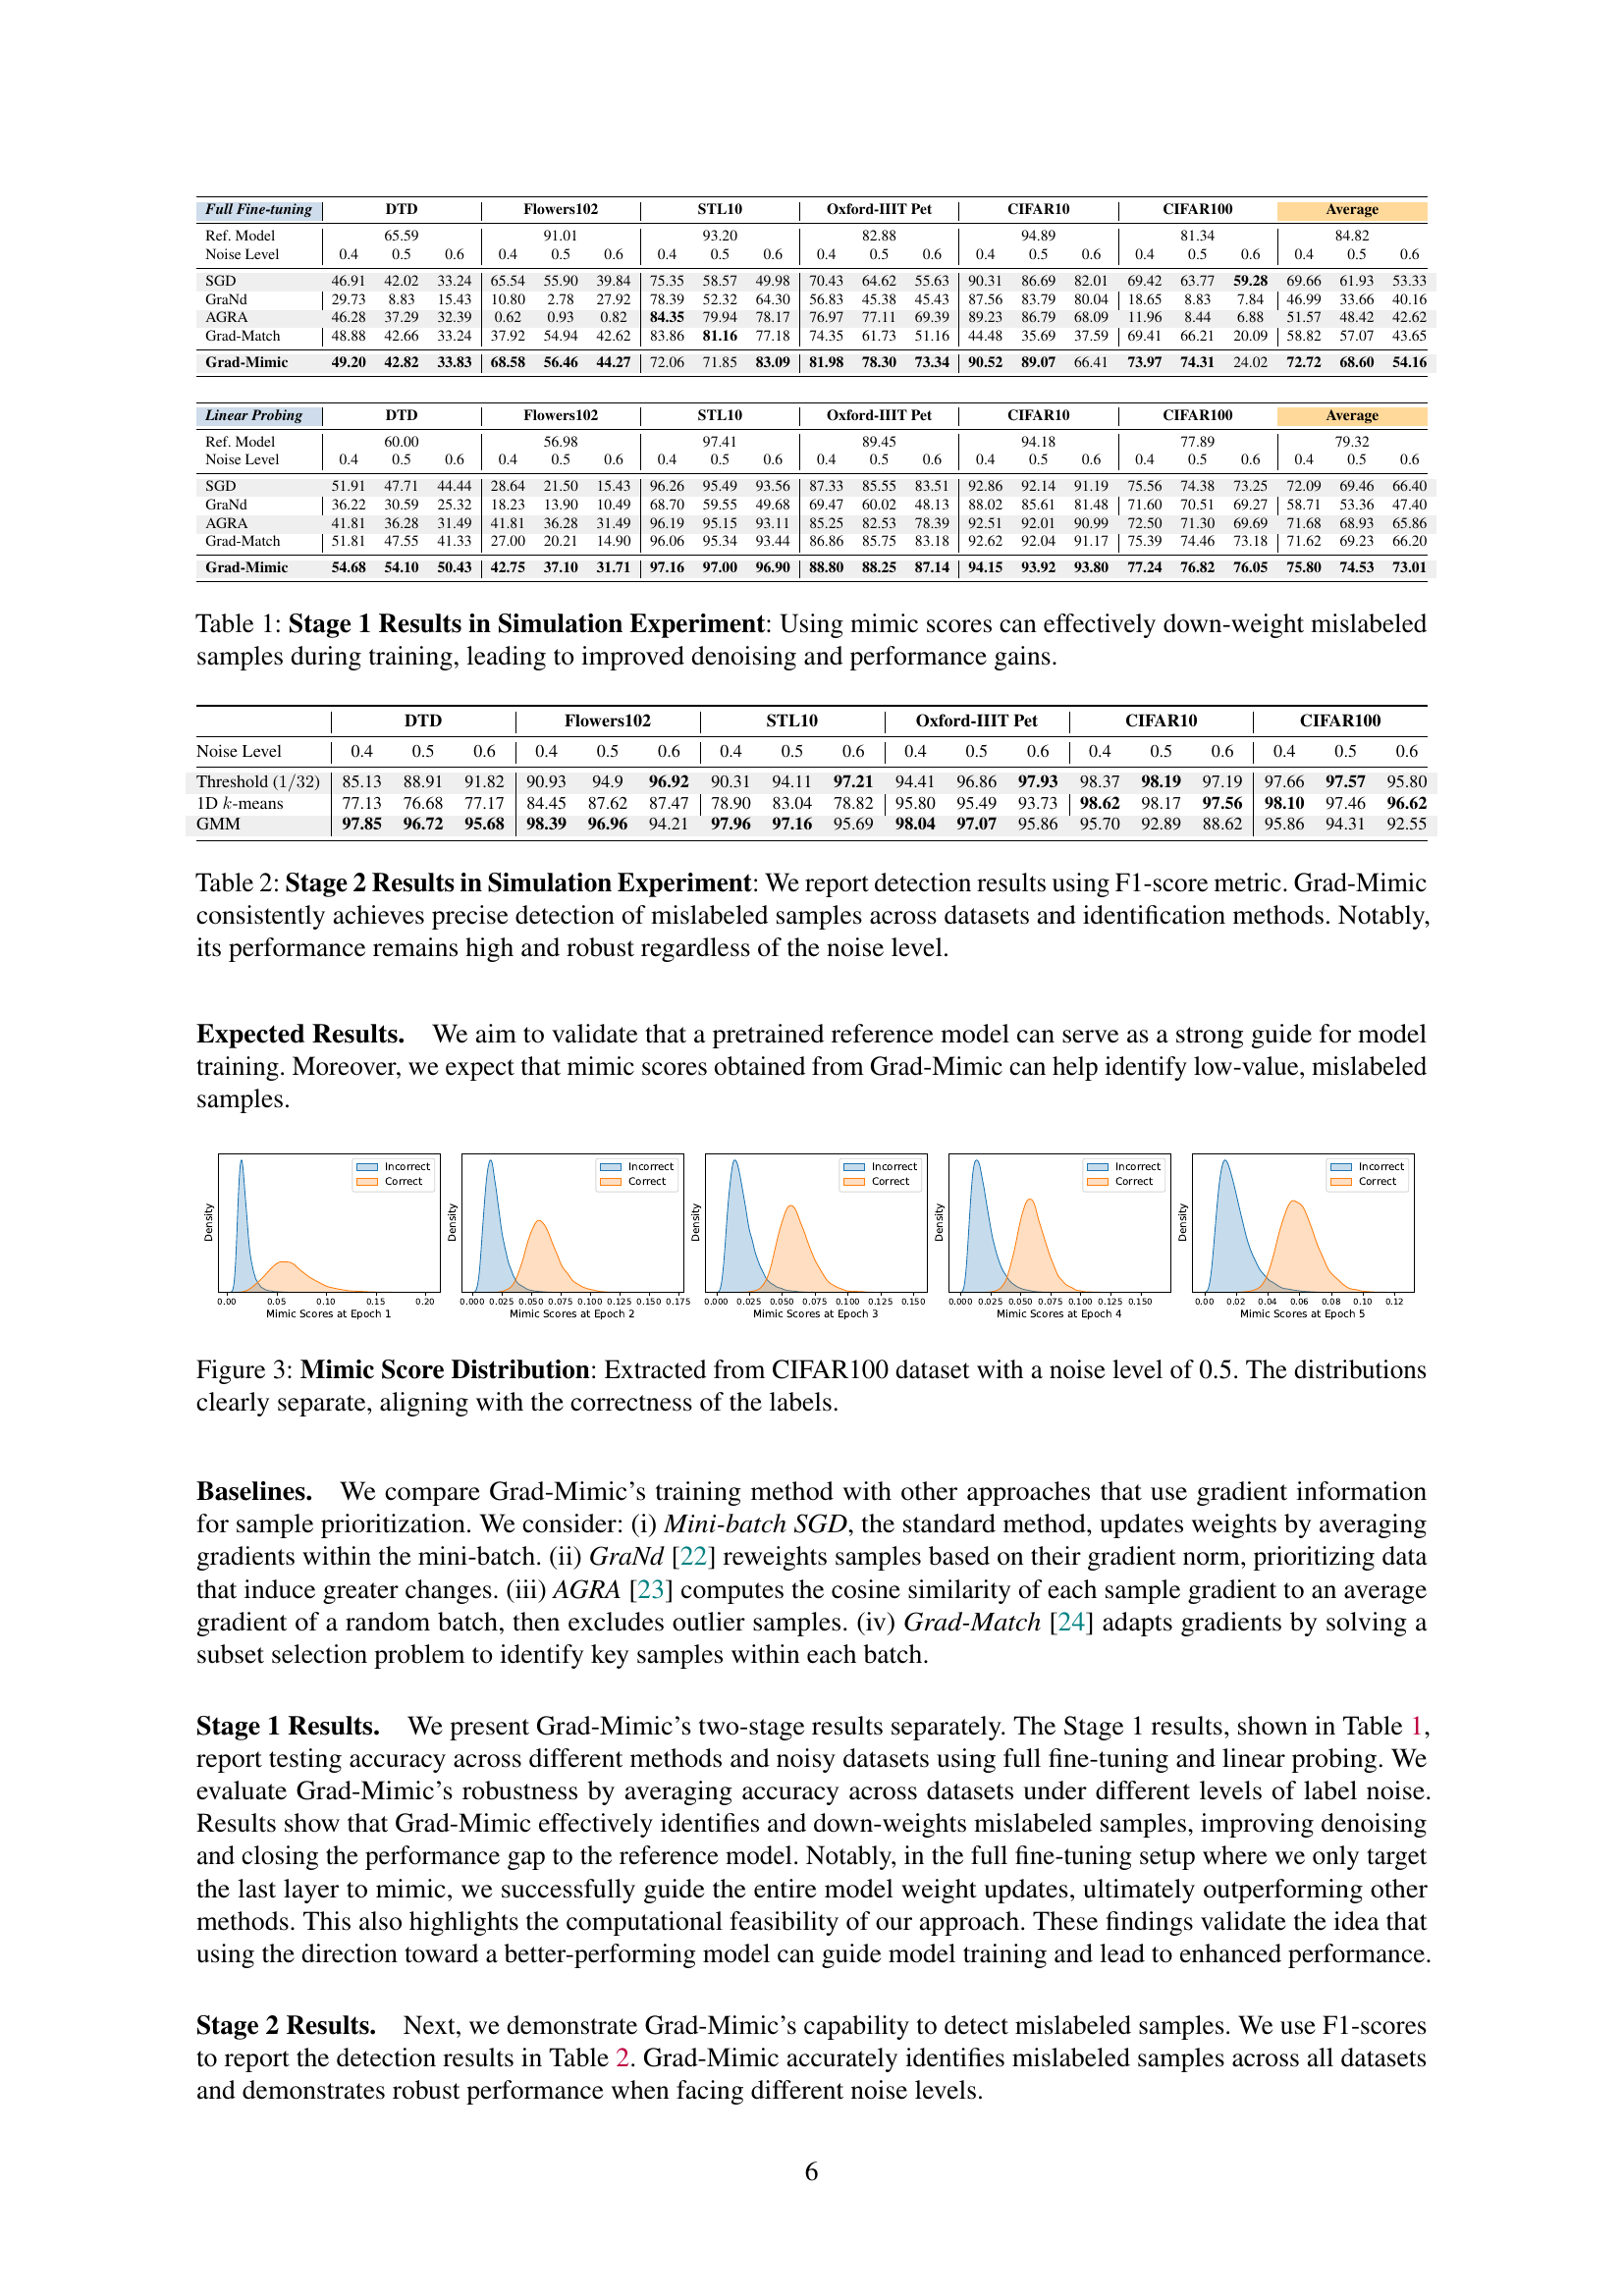 Full Fine-tuning DTD Flowers102 STL10 Oxford-IIIT Pet CIFAR10 CIFAR100 Average
Ref. Model 65.59 91.01 93.20 82.88 94.89 81.34 84.82
Noise Level 0.4 0.5 0.6 0.4 0.5 0.6 0.4 0.5 0.6 0.4 0.5 0.6 0.4 0.5 0.6 0.4 0.5 0.6 0.4 0.5 0.6
SGD 46.91 42.02 33.24 65.54 55.90 39.84 75.35 58.57 49.98 70.43 64.62 55.63 90.31 86.69 82.01 69.42 63.77 59.28 69.66 61.93 53.33
GraNd 29.73 8.83 15.43 10.80 2.78 27.92 78.39 52.32 64.30 56.83 45.38 45.43 87.56 83.79 80.04 18.65 8.83 7.84 46.99 33.66 40.16
AGRA 46.28 37.29 32.39 0.62 0.93 0.82 84.35 79.94 78.17 76.97 77.11 69.39 89.23 86.79 68.09 11.96 8.44 6.88 51.57 48.42 42.62
Grad-Match 48.88 42.66 33.24 37.92 54.94 42.62 83.86 81.16 77.18 74.35 61.73 51.16 44.48 35.69 37.59 69.41 66.21 20.09 58.82 57.07 43.65
Grad-Mimic 49.20 42.82 33.83 68.58 56.46 44.27 72.06 71.85 83.09 81.98 78.30 73.34 90.52 89.07 66.41 73.97 74.31 24.02 72.72 68.60 54.16
Linear Probing DTD Flowers102 STL10 Oxford-IIIT Pet CIFAR10 CIFAR100 Average
Ref. Model 60.00 56.98 97.41 89.45 94.18 77.89 79.32
Noise Level 0.4 0.5 0.6 0.4 0.5 0.6 0.4 0.5 0.6 0.4 0.5 0.6 0.4 0.5 0.6 0.4 0.5 0.6 0.4 0.5 0.6
SGD 51.91 47.71 44.44 28.64 21.50 15.43 96.26 95.49 93.56 87.33 85.55 83.51 92.86 92.14 91.19 75.56 74.38 73.25 72.09 69.46 66.40
GraNd 36.22 30.59 25.32 18.23 13.90 10.49 68.70 59.55 49.68 69.47 60.02 48.13 88.02 85.61 81.48 71.60 70.51 69.27 58.71 53.36 47.40
AGRA 41.81 36.28 31.49 41.81 36.28 31.49 96.19 95.15 93.11 85.25 82.53 78.39 92.51 92.01 90.99 72.50 71.30 69.69 71.68 68.93 65.86
Grad-Match 51.81 47.55 41.33 27.00 20.21 14.90 96.06 95.34 93.44 86.86 85.75 83.18 92.62 92.04 91.17 75.39 74.46 73.18 71.62 69.23 66.20
Grad-Mimic 54.68 54.10 50.43 42.75 37.10 31.71 97.16 97.00 96.90 88.80 88.25 87.14 94.15 93.92 93.80 77.24 76.82 76.05 75.80 74.53 73.01
Table 1: Stage 1 Results in Simulation Experiment: Using mimic scores can effectively down-weight mislabeled
samples during training, leading to improved denoising and performance gains.
DTD Flowers102 STL10 Oxford-IIIT Pet CIFAR10 CIFAR100
Noise Level 0.4 0.5 0.6 0.4 0.5 0.6 0.4 0.5 0.6 0.4 0.5 0.6 0.4 0.5 0.6 0.4 0.5 0.6
Threshold (1/32) 85.13 88.91 91.82 90.93 94.9 96.92 90.31 94.11 97.21 94.41 96.86 97.93 98.37 98.19 97.19 97.66 97.57 95.80
1D k-means 77.13 76.68 77.17 84.45 87.62 87.47 78.90 83.04 78.82 95.80 95.49 93.73 98.62 98.17 97.56 98.10 97.46 96.62
GMM 97.85 96.72 95.68 98.39 96.96 94.21 97.96 97.16 95.69 98.04 97.07 95.86 95.70 92.89 88.62 95.86 94.31 92.55
Table 2: Stage 2 Results in Simulation Experiment: We report detection results using F1-score metric. Grad-Mimic
consistently achieves precise detection of mislabeled samples across datasets and identification methods. Notably,
its performance remains high and robust regardless of the noise level.
Expected Results. We aim to validate that a pretrained reference model can serve as a strong guide for model
training. Moreover, we expect that mimic scores obtained from Grad-Mimic can help identify low-value, mislabeled
samples.
Density Incorrect Correct
0.00 0.05 0.10 0.15 0.20
Mimic Scores at Epoch 1
Density Incorrect Correct
0.000 0.025 0.050 0.075 0.100 0.125 0.150 0.175
Mimic Scores at Epoch 2
Density Incorrect Correct
0.000 0.025 0.050 0.075 0.100 0.125 0.150
Mimic Scores at Epoch 3
Density Incorrect Correct
0.000 0.025 0.050 0.075 0.100 0.125 0.150
Mimic Scores at Epoch 4
Density Incorrect Correct
0.00 0.02 0.04 0.06 0.08 0.10 0.12
Mimic Scores at Epoch 5
Figure 3: Mimic Score Distribution: Extracted from CIFAR100 dataset with a noise level of 0.5. The distributions
clearly separate, aligning with the correctness of the labels.
Baselines. We compare Grad-Mimic's training method with other approaches that use gradient information
for sample prioritization. We consider: (i) Mini-batch SGD, the standard method, updates weights by averaging
gradients within the mini-batch. (ii) GraNd [22] reweights samples based on their gradient norm, prioritizing data
that induce greater changes. (iii) AGRA [23] computes the cosine similarity of each sample gradient to an average
gradient of a random batch, then excludes outlier samples. (iv) Grad-Match [24] adapts gradients by solving a
subset selection problem to identify key samples within each batch.
Stage 1 Results. We present Grad-Mimic's two-stage results separately. The Stage 1 results, shown in Table 1,
report testing accuracy across different methods and noisy datasets using full fine-tuning and linear probing. We
evaluate Grad-Mimic's robustness by averaging accuracy across datasets under different levels of label noise.
Results show that Grad-Mimic effectively identifies and down-weights mislabeled samples, improving denoising
and closing the performance gap to the reference model. Notably, in the full fine-tuning setup where we only target
the last layer to mimic, we successfully guide the entire model weight updates, ultimately outperforming other
methods. This also highlights the computational feasibility of our approach. These findings validate the idea that
using the direction toward a better-performing model can guide model training and lead to enhanced performance.
Stage 2 Results. Next, we demonstrate Grad-Mimic's capability to detect mislabeled samples. We use F1-scores
to report the detection results in Table 2. Grad-Mimic accurately identifies mislabeled samples across all datasets
and demonstrates robust performance when facing different noise levels.
6